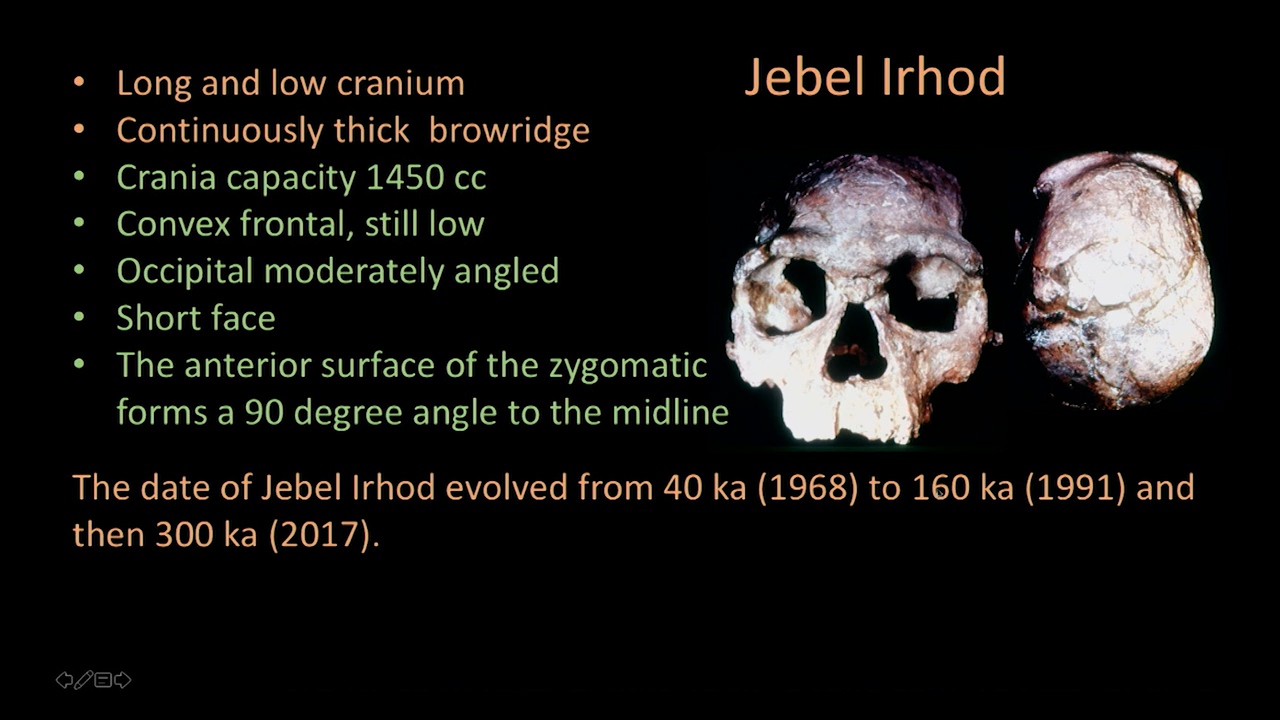 Jebel Irhod
• Long and low cranium
• Continuously thick  browridge
• Crania capacity 1450 cc
• Convex frontal, still low
• Occipital moderately angled
• Short face
• The anterior surface of the zygomatic
forms a 90 degree angle to the midline
The date of Jebel Irhod evolved from 40 ka (1968) to 160 ka (1991) and
then 300 ka (2017).